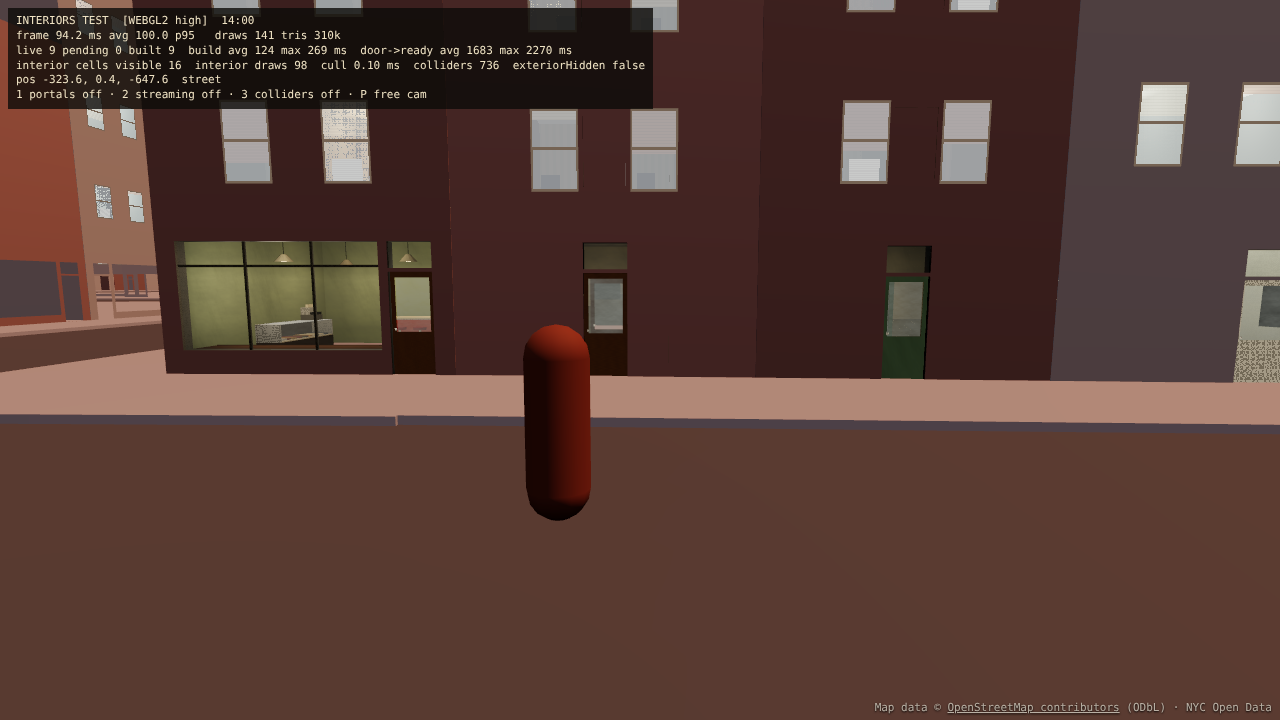 INTERIORS TEST [WEBGL2 high] 14:00
frame 94.2 ms avg 100.0 p95 draws 141 tris 310k
live 9 pending 0 built 9 build avg 124 max 269 ms door->ready avg 1683 max 2270 ms
interior cells visible 16 interior draws 98 cull 0.10 ms colliders 736 exteriorHidden false
pos -323.6, 0.4, -647.6 street
1 portals off · 2 streaming off · 3 colliders off · P free cam
Map data © OpenStreetMap contributors (ODbL) · NYC Open Data